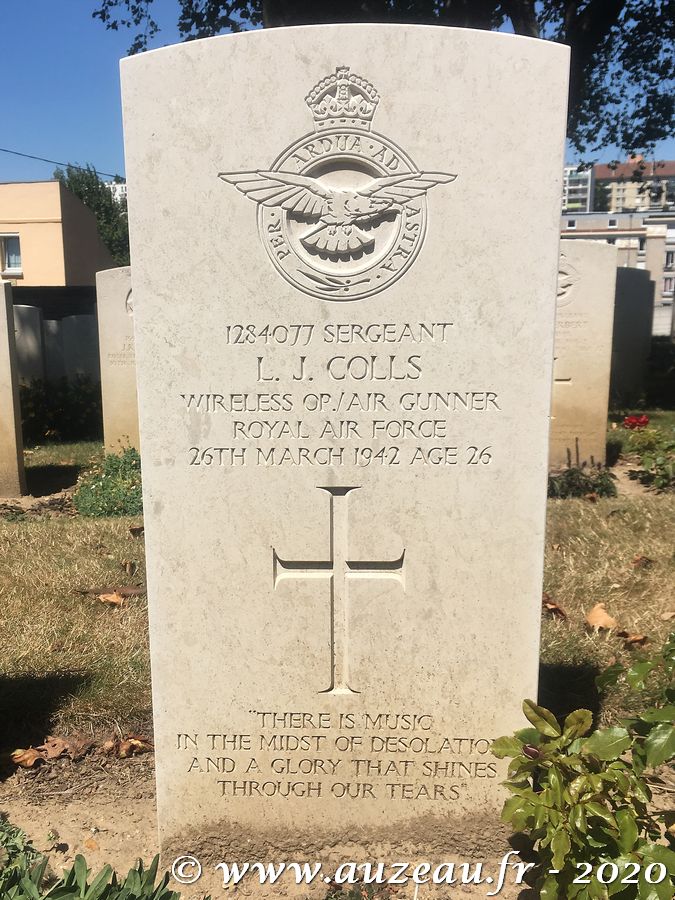 PER · ARDUA · AD ASTRA
1284077 SERGEANT
L. J. COLLS
WIRELESS OP./AIR GUNNER
ROYAL AIR FORCE
26TH MARCH 1942 AGE 26
"THERE IS MUSIC
IN THE MIDST OF DESOLATION
AND A GLORY THAT SHINES
THROUGH OUR TEARS"
© www.auzeau.fr - 2020